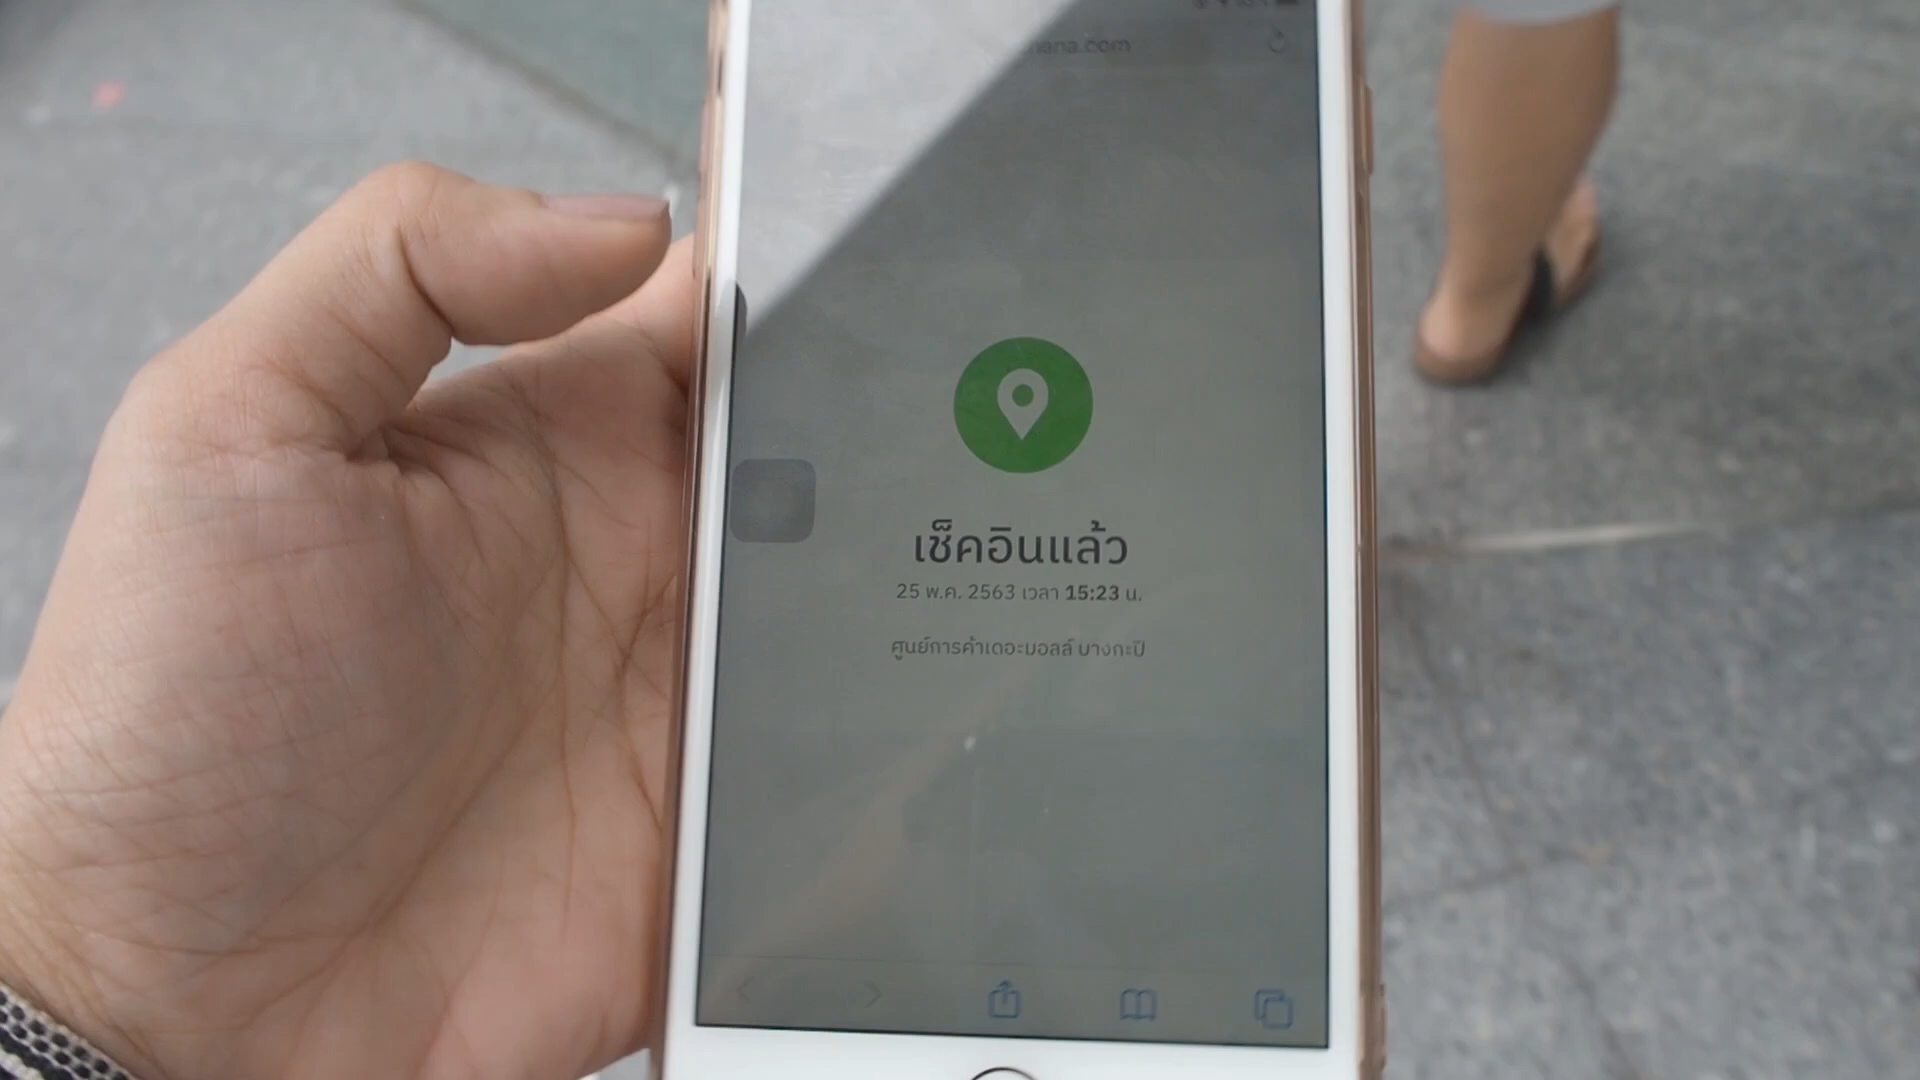 เช็คอินแล้ว
25 พ.ค. 2563 เวลา 15:23 น.
ศูนย์การค้าเดอะมอลล์ บางกะปิ